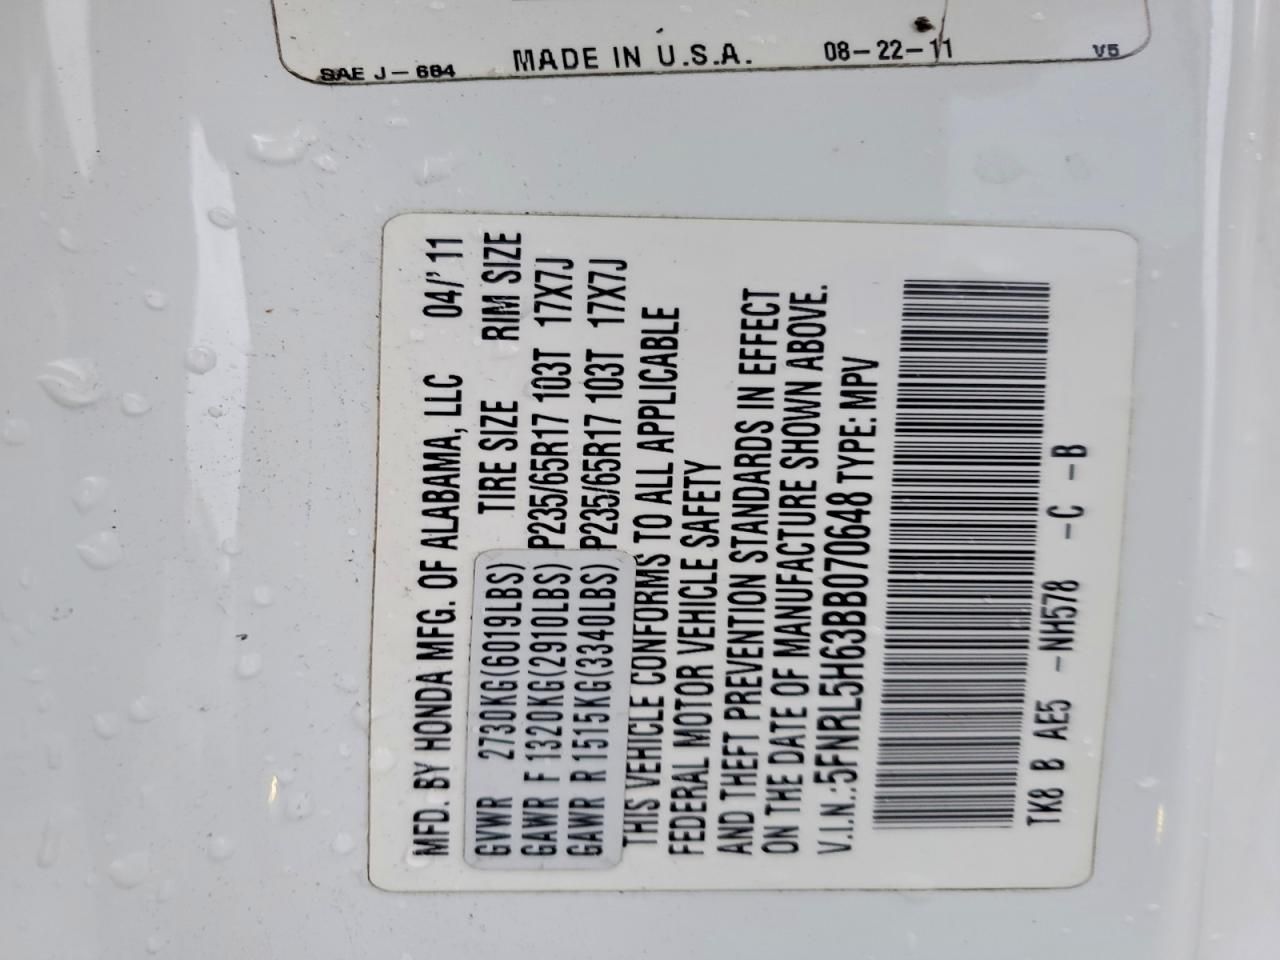 SAE J-684 MADE IN U.S.A. 08-22-11 V5
MFD. BY HONDA MFG. OF ALABAMA, LLC 04/'11
TIRE SIZE RIM SIZE
GVWR 2730KG(6019LBS)
GAWR F 1320KG(2910LBS) P235/65R17 103T 17X7J
GAWR R 1515KG(3340LBS) P235/65R17 103T 17X7J
THIS VEHICLE CONFORMS TO ALL APPLICABLE
FEDERAL MOTOR VEHICLE SAFETY
AND THEFT PREVENTION STANDARDS IN EFFECT
ON THE DATE OF MANUFACTURE SHOWN ABOVE.
V.I.N.:5FNRL5H63BB070648 TYPE: MPV
TK8 B AE5 -NH578 -C -B